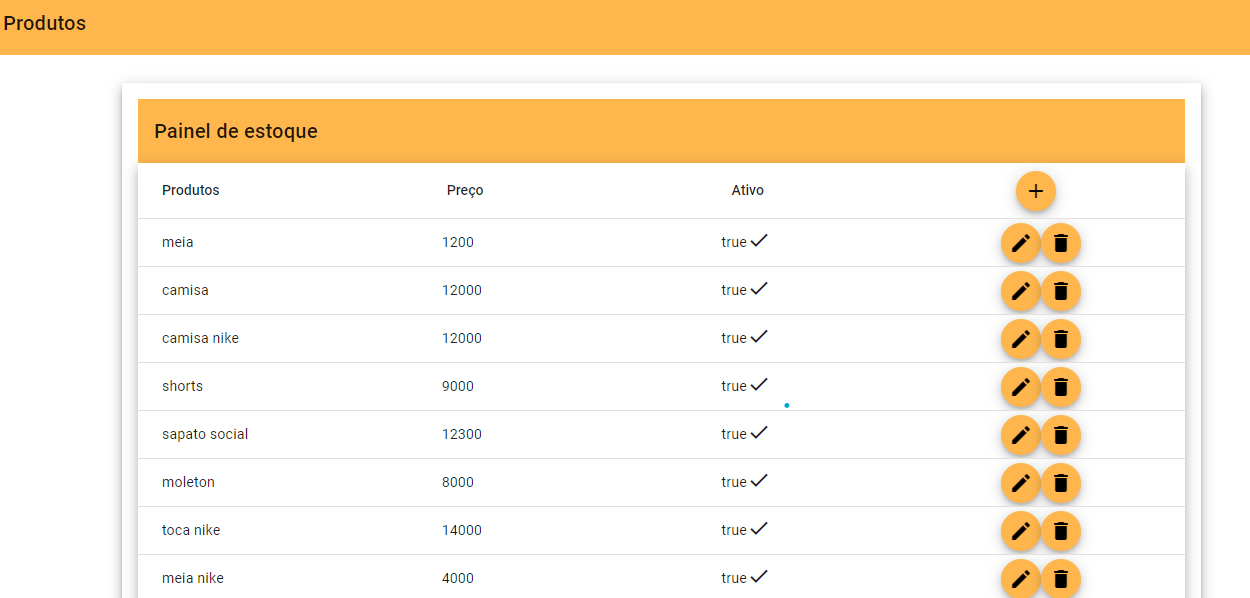 Produtos
Painel de estoque
Produtos Preço Ativo
meia 1200 true
camisa 12000 true
camisa nike 12000 true
shorts 9000 true
sapato social 12300 true
moleton 8000 true
toca nike 14000 true
meia nike 4000 true